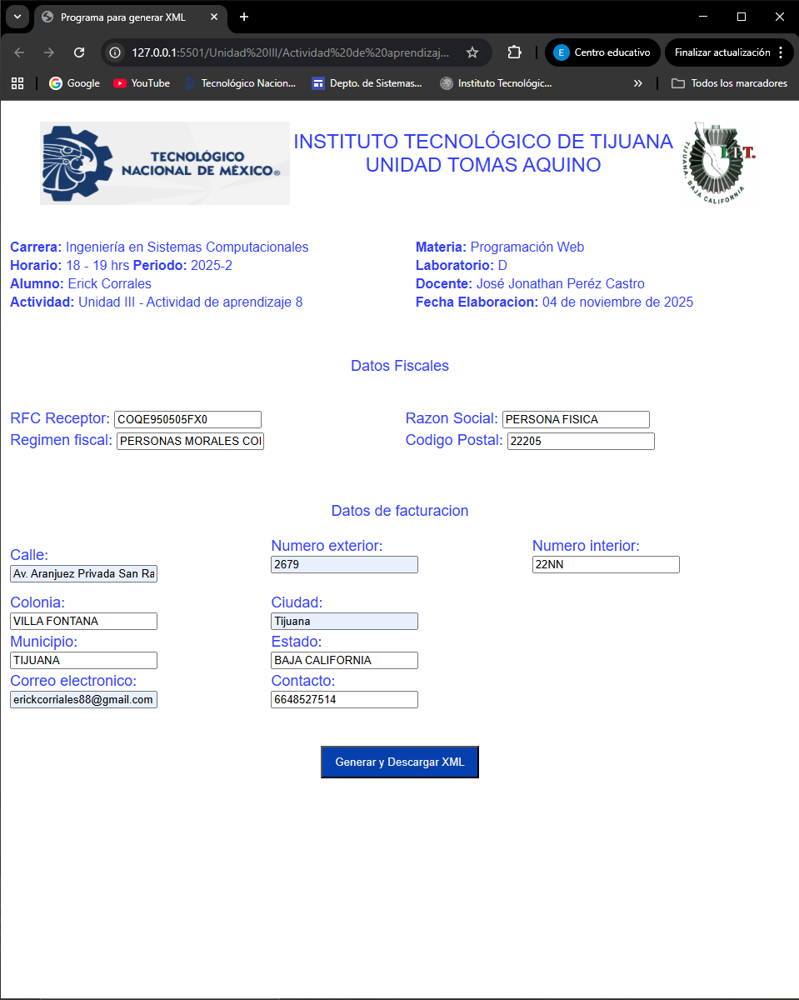 Programa para generar XML
127.0.0.1:5501/Unidad%20III/Actividad%20de%20aprendizaj...
E Centro educativo
Finalizar actualización
Google
YouTube
Tecnológico Nacion...
Depto. de Sistemas...
Instituto Tecnológic...
Todos los marcadores
TECNOLÓGICO
NACIONAL DE MÉXICO®
INSTITUTO TECNOLÓGICO DE TIJUANA
UNIDAD TOMAS AQUINO
I.T.T.
TIJUANA, BAJA CALIFORNIA
Carrera: Ingeniería en Sistemas Computacionales
Materia: Programación Web
Horario: 18 - 19 hrs Periodo: 2025-2
Laboratorio: D
Alumno: Erick Corrales
Docente: José Jonathan Peréz Castro
Actividad: Unidad III - Actividad de aprendizaje 8
Fecha Elaboracion: 04 de noviembre de 2025
Datos Fiscales
RFC Receptor: COQE950505FX0
Razon Social: PERSONA FISICA
Regimen fiscal: PERSONAS MORALES CO
Codigo Postal: 22205
Datos de facturacion
Calle:
Av. Aranjuez Privada San Ra
Numero exterior:
2679
Numero interior:
22NN
Colonia:
VILLA FONTANA
Ciudad:
Tijuana
Municipio:
TIJUANA
Estado:
BAJA CALIFORNIA
Correo electronico:
erickcorriales88@gmail.com
Contacto:
6648527514
Generar y Descargar XML